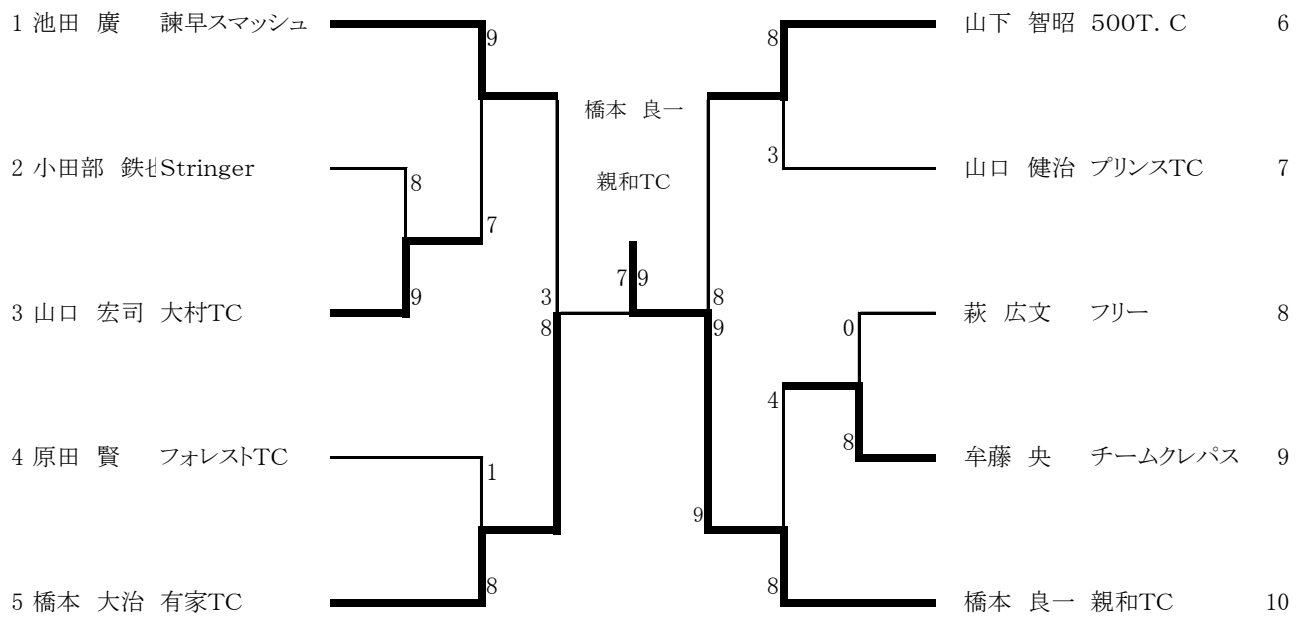 1 池田 廣 諫早スマッシュ
9
8
山下 智昭 500T. C 6
橋本 良一
2 小田部 鉄 Stringer
8
3
山口 健治 プリンスTC 7
親和TC
7
7 9
9
3 山口 宏司 大村TC
3
8
8
9
0
萩 広文 フリー 8
4
8
4 原田 賢 フォレストTC
1
牟藤 央 チームクレパス 9
9
8
8
5 橋本 大治 有家TC
橋本 良一 親和TC 10